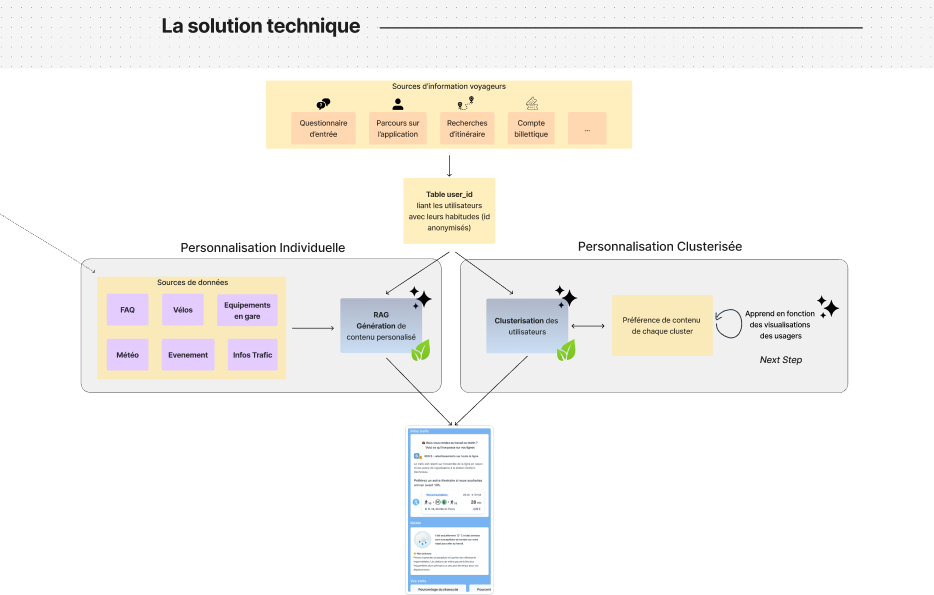 La solution technique
Sources d'information voyageurs
Questionnaire
d'entrée
Parcours sur
l'application
Recherches
d'itinéraire
Compte
billettique
...
Table user_id
liant les utilisateurs
avec leurs habitudes (id
anonymisés)
Personnalisation Individuelle
Personnalisation Clusterisée
Sources de données
FAQ
Vélos
Equipements
en gare
Météo
Evenement
Infos Trafic
RAG
Génération de
contenu personalisé
Clusterisation des
utilisateurs
Préférence de contenu
de chaque cluster
Apprend en fonction
des visualisations
des usagers
Next Step